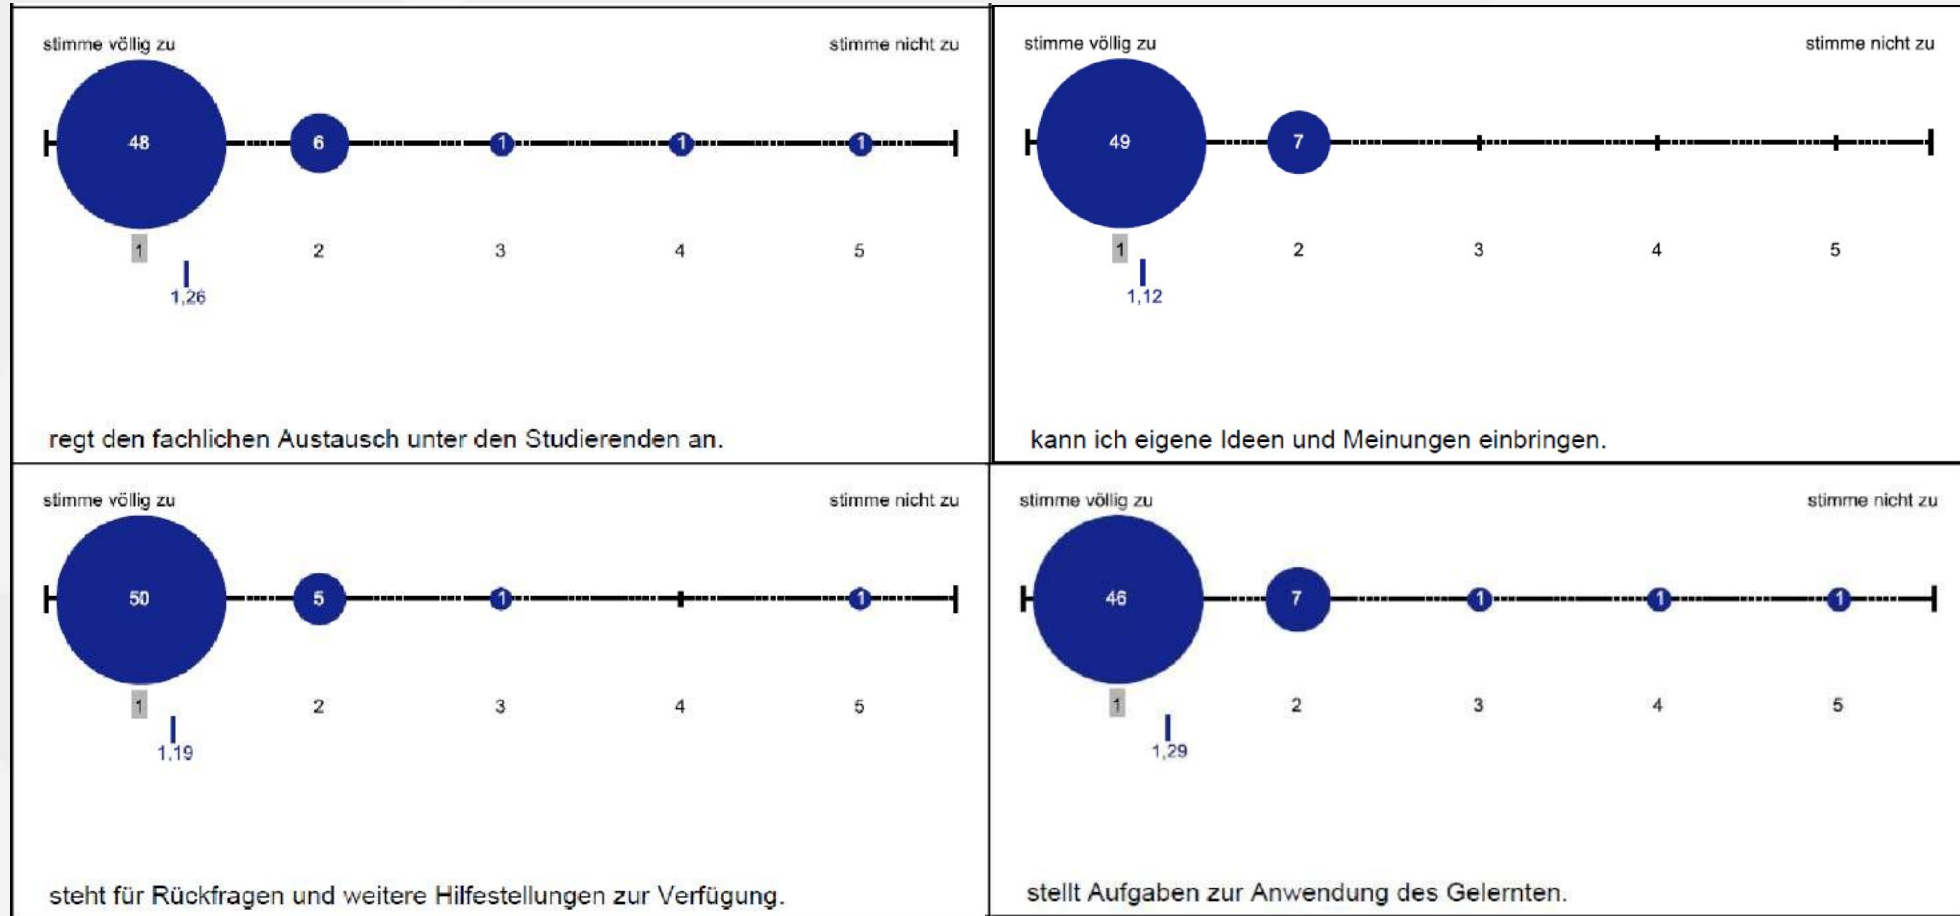 stimme völlig zu stimme nicht zu
48 6 1 1 1
1 2 3 4 5
1,26
regt den fachlichen Austausch unter den Studierenden an.
stimme völlig zu stimme nicht zu
49 7
1 2 3 4 5
1,12
kann ich eigene Ideen und Meinungen einbringen.
stimme völlig zu stimme nicht zu
50 5 1 1
1 2 3 4 5
1,19
steht für Rückfragen und weitere Hilfestellungen zur Verfügung.
stimme völlig zu stimme nicht zu
46 7 1 1 1
1 2 3 4 5
1,29
stellt Aufgaben zur Anwendung des Gelernten.